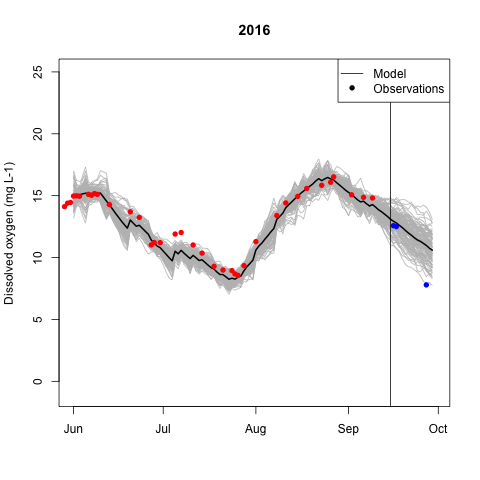 2016
Model
Observations
Dissolved oxygen (mg L-1)
25
20
15
10
5
0
Jun
Jul
Aug
Sep
Oct